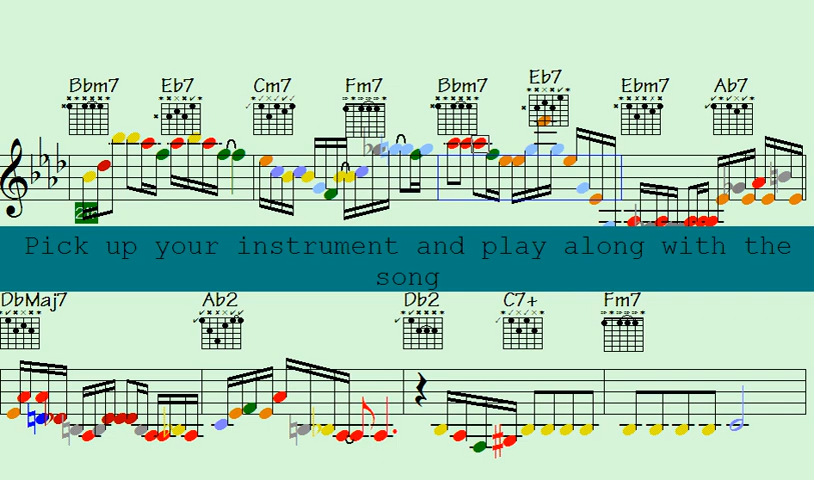 Bbm7 Eb7 Cm7 Fm7 Bbm7 Eb7 Ebm7 Ab7
Pick up your instrument and play along with the
song
DbMaj7 Ab2 Db2 C7+ Fm7